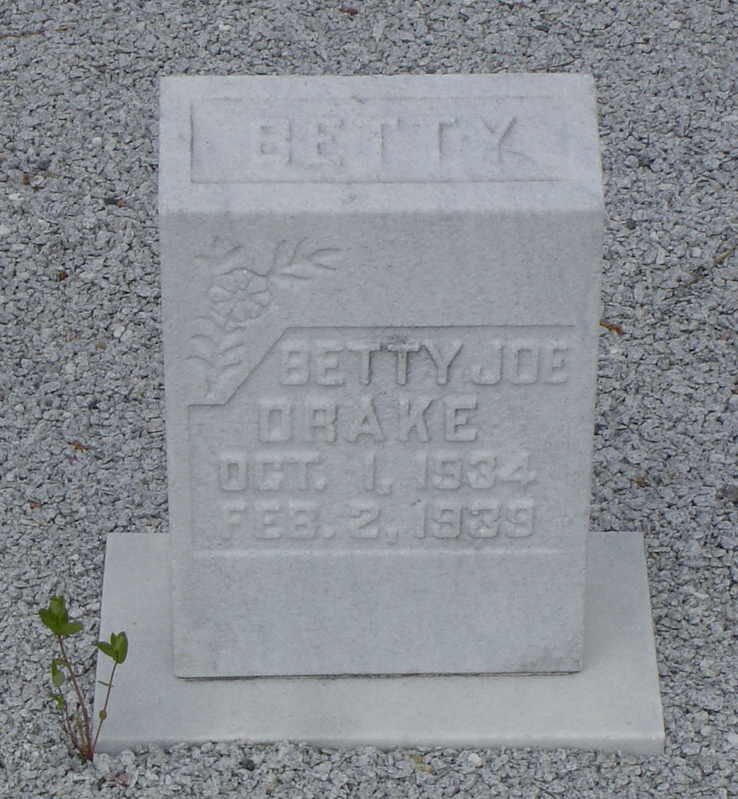 BETTY
BETTY JOE
DRAKE
OCT. 1, 1934
FEB. 2, 1939